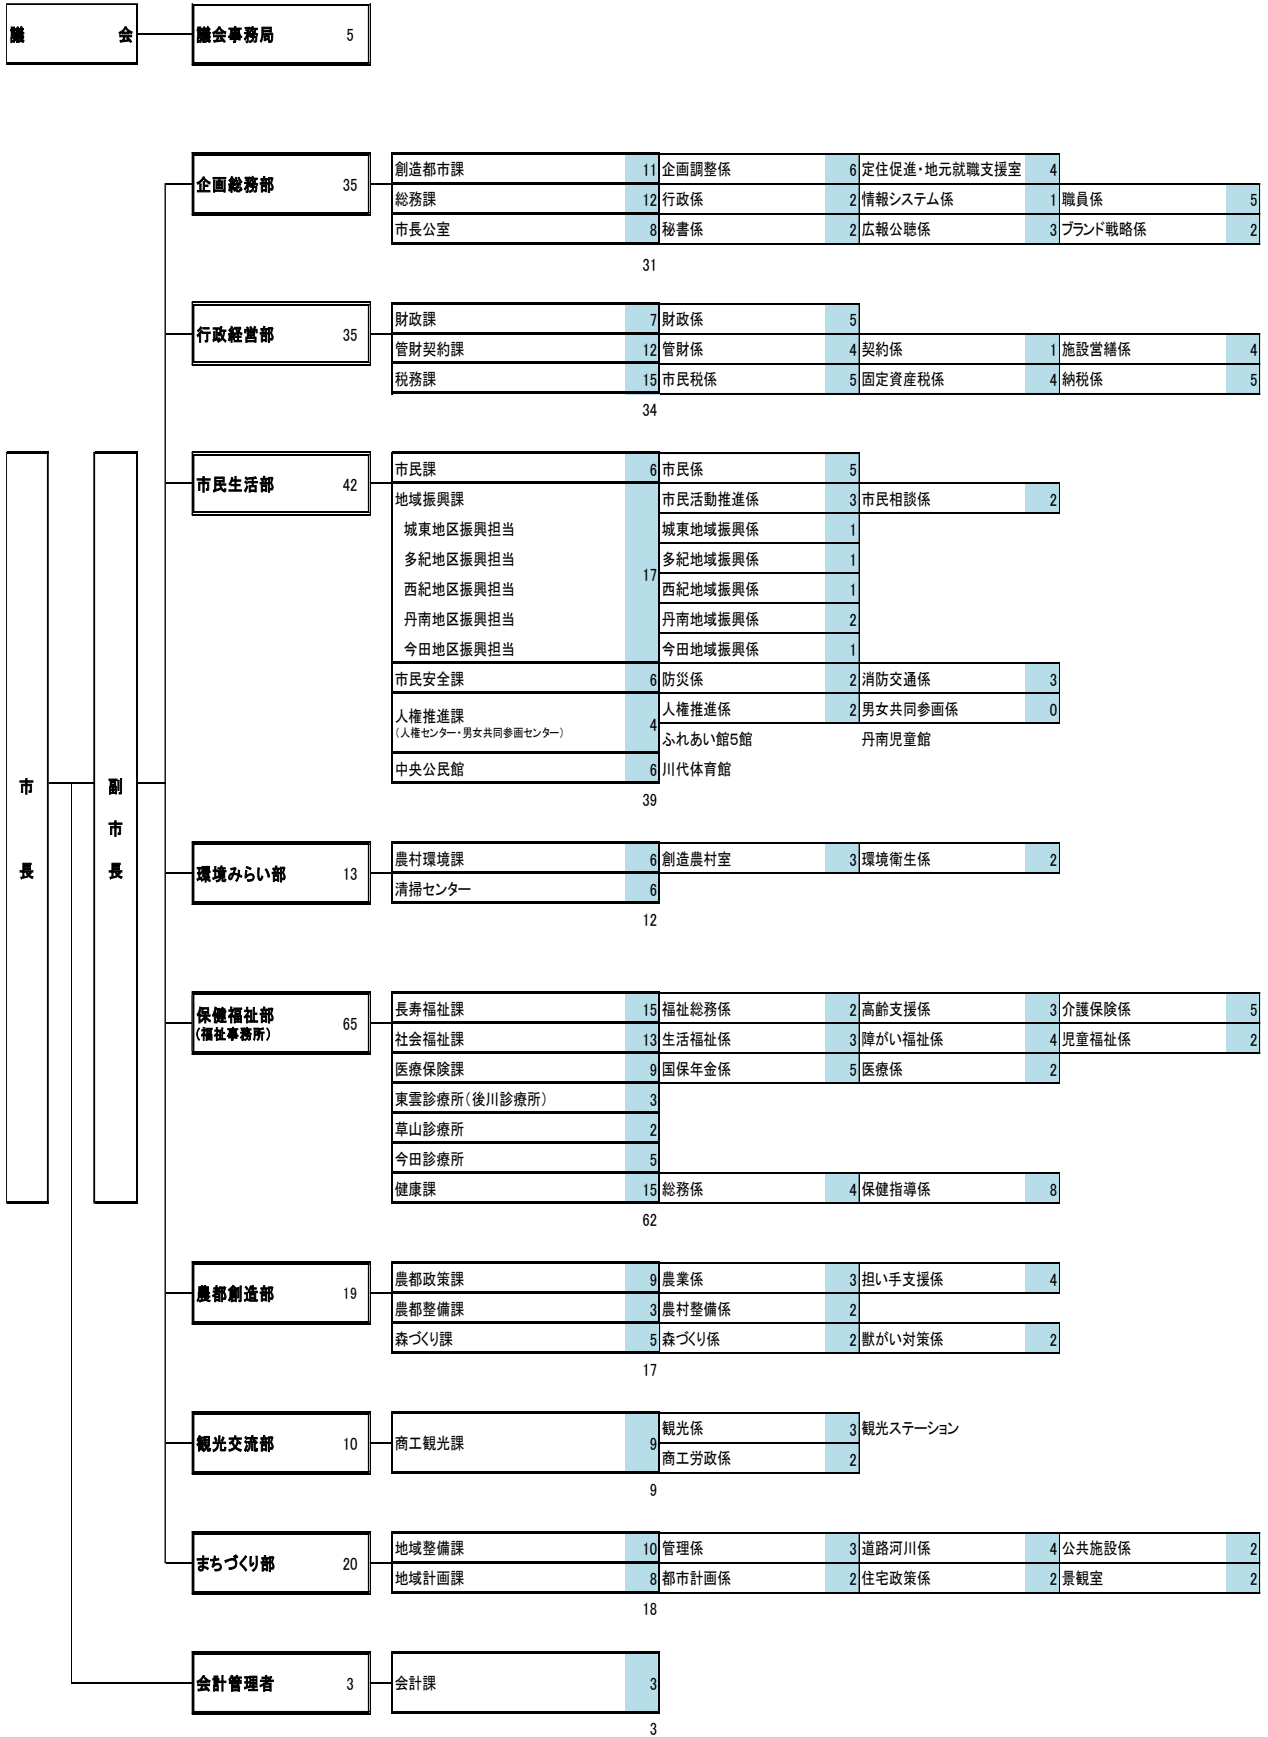 議会 議会事務局 5
企画総務部 35 創造都市課 11 企画調整係 6 定住促進・地元就職支援室 4
総務課 12 行政係 2 情報システム係 1 職員係 5
市長公室 8 秘書係 2 広報公聴係 3 ブランド戦略係 2
31
行政経営部 35 財政課 7 財政係 5
管財契約課 12 管財係 4 契約係 1 施設営繕係 4
税務課 15 市民税係 5 固定資産税係 4 納税係 5
34
市民生活部 42 市民課 6 市民係 5
地域振興課 17 市民活動推進係 3 市民相談係 2
城東地区振興担当 城東地域振興係 1
多紀地区振興担当 多紀地域振興係 1
西紀地区振興担当 西紀地域振興係 1
丹南地区振興担当 丹南地域振興係 2
今田地区振興担当 今田地域振興係 1
市民安全課 6 防災係 2 消防交通係 3
人権推進課 4 人権推進係 2 男女共同参画係 0
(人権センター・男女共同参画センター)
ふれあい館5館 丹南児童館
中央公民館 6 川代体育館
39
市長
副市長
環境みらい部 13 農村環境課 6 創造農村室 3 環境衛生係 2
清掃センター 6
12
保健福祉部 65 長寿福祉課 15 福祉総務係 2 高齢支援係 3 介護保険係 5
(福祉事務所)
社会福祉課 13 生活福祉係 3 障がい福祉係 4 児童福祉係 2
医療保険課 9 国保年金係 5 医療係 2
東雲診療所(後川診療所) 3
草山診療所 2
今田診療所 5
健康課 15 総務係 4 保健指導係 8
62
農都創造部 19 農都政策課 9 農業係 3 担い手支援係 4
農都整備課 3 農村整備係 2
森づくり課 5 森づくり係 2 獣がい対策係 2
17
観光交流部 10 商工観光課 9 観光係 3 観光ステーション
商工労政係 2
9
まちづくり部 20 地域整備課 10 管理係 3 道路河川係 4 公共施設係 2
地域計画課 8 都市計画係 2 住宅政策係 2 景観室 2
18
会計管理者 3 会計課 3
3